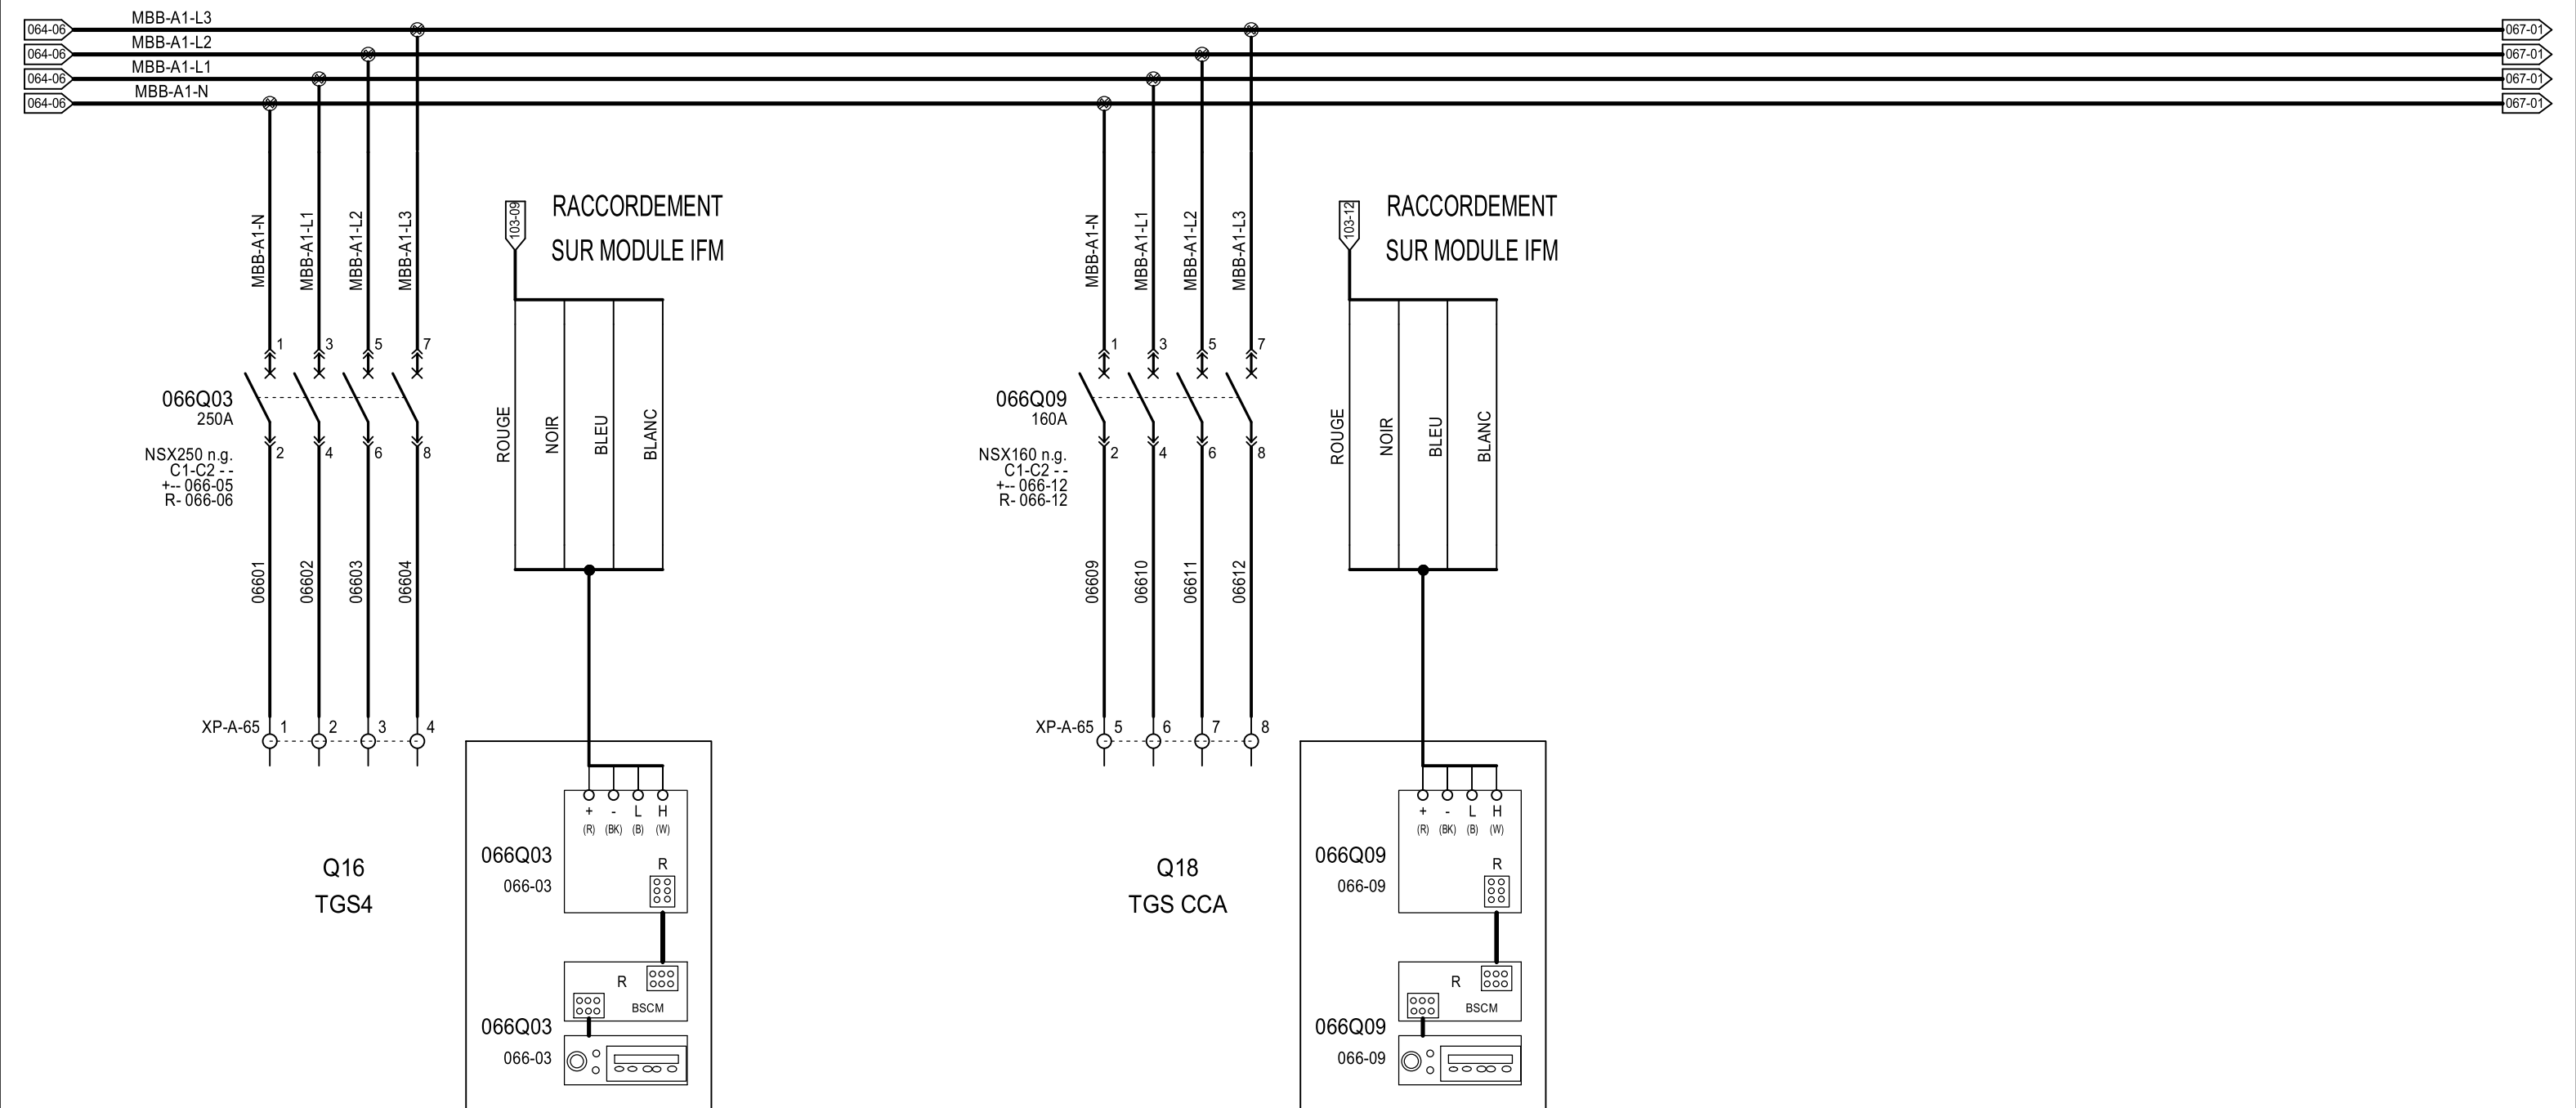 064-06 MBB-A1-L3 067-01
064-06 MBB-A1-L2 067-01
064-06 MBB-A1-L1 067-01
064-06 MBB-A1-N 067-01
MBB-A1-N
MBB-A1-L1
MBB-A1-L2
MBB-A1-L3
103-09
RACCORDEMENT
SUR MODULE IFM
1 3 5 7
066Q03
250A
2 4 6 8
NSX250 n.g.
C1-C2 - -
+-- 066-05
R- 066-06
ROUGE
NOIR
BLEU
BLANC
06601
06602
06603
06604
XP-A-65 1 2 3 4
Q16
TGS4
+ - L H
(R) (BK) (B) (W)
066Q03
066-03
R
R
BSCM
066Q03
066-03
MBB-A1-N
MBB-A1-L1
MBB-A1-L2
MBB-A1-L3
103-12
RACCORDEMENT
SUR MODULE IFM
1 3 5 7
066Q09
160A
2 4 6 8
NSX160 n.g.
C1-C2 - -
+-- 066-12
R- 066-12
ROUGE
NOIR
BLEU
BLANC
06609
06610
06611
06612
XP-A-65 5 6 7 8
Q18
TGS CCA
+ - L H
(R) (BK) (B) (W)
066Q09
066-09
R
R
BSCM
066Q09
066-09